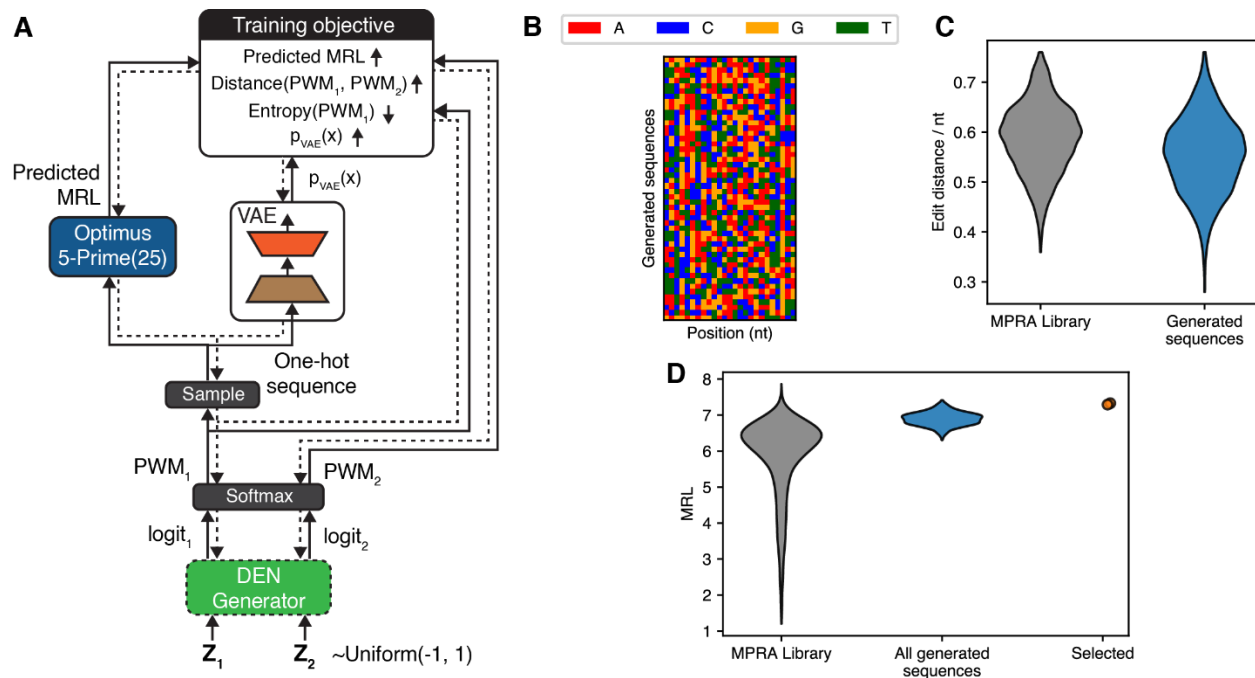 A
Training objective
Predicted MRL ↑
Distance(PWM₁, PWM₂) ↑
Entropy(PWM₁) ↓
p_VAE(x) ↑
Predicted
MRL
p_VAE(x)
VAE
Optimus
5-Prime(25)
One-hot
sequence
Sample
PWM₁
PWM₂
Softmax
logit₁
logit₂
DEN
Generator
Z₁
Z₂
~Uniform(-1, 1)
B
A
C
G
T
Generated sequences
Position (nt)
C
Edit distance / nt
0.7
0.6
0.5
0.4
0.3
MPRA Library
Generated
sequences
D
MRL
8
7
6
5
4
3
2
1
MPRA Library
All generated
sequences
Selected